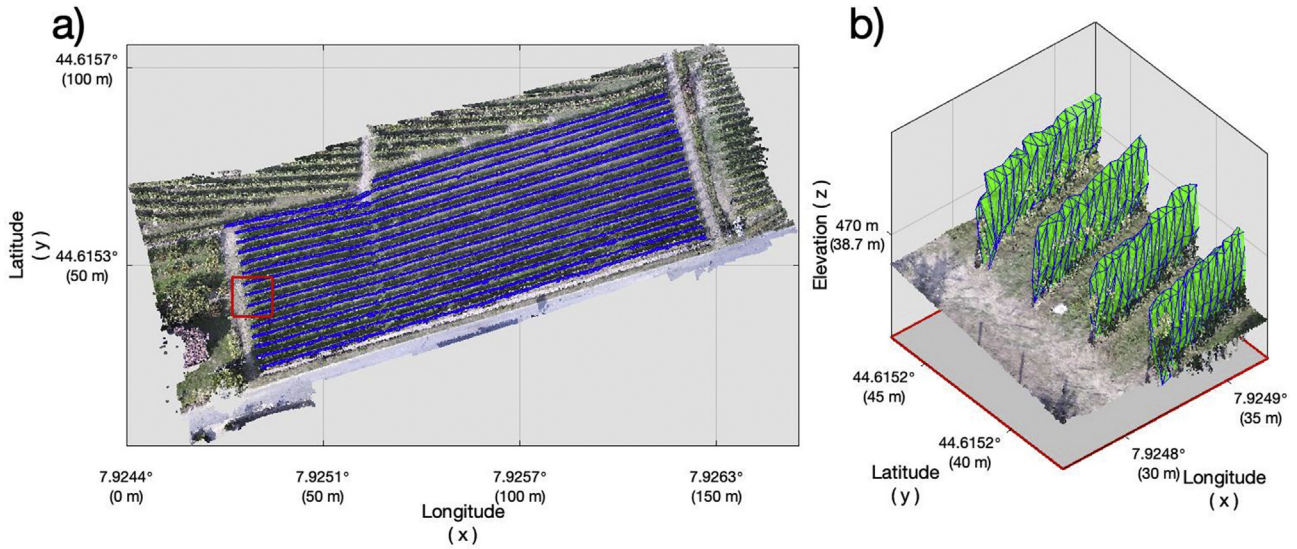 a)
44.6157°
(100 m)
44.6153°
(50 m)
Latitude
( y )
7.9244°
(0 m)
7.9251°
(50 m)
7.9257°
(100 m)
7.9263°
(150 m)
Longitude
( x )
b)
Elevation ( z )
470 m
(38.7 m)
44.6152°
(45 m)
44.6152°
(40 m)
Latitude
( y )
7.9249°
(35 m)
7.9248°
(30 m)
Longitude
( x )